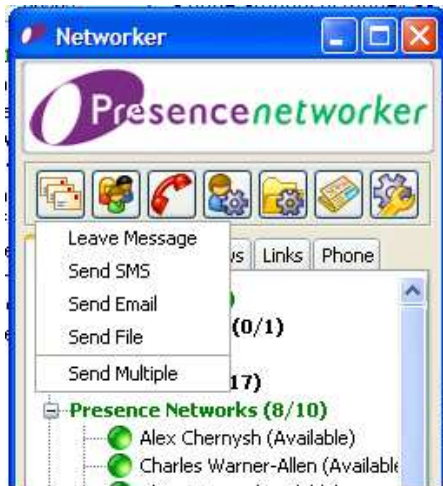 Networker
Presencenetworker
Leave Message
Send SMS
Send Email
Send File
Send Multiple
Links
Phone
(0/1)
17)
Presence Networks (8/10)
Alex Chernysh (Available)
Charles Warner-Allen (Available